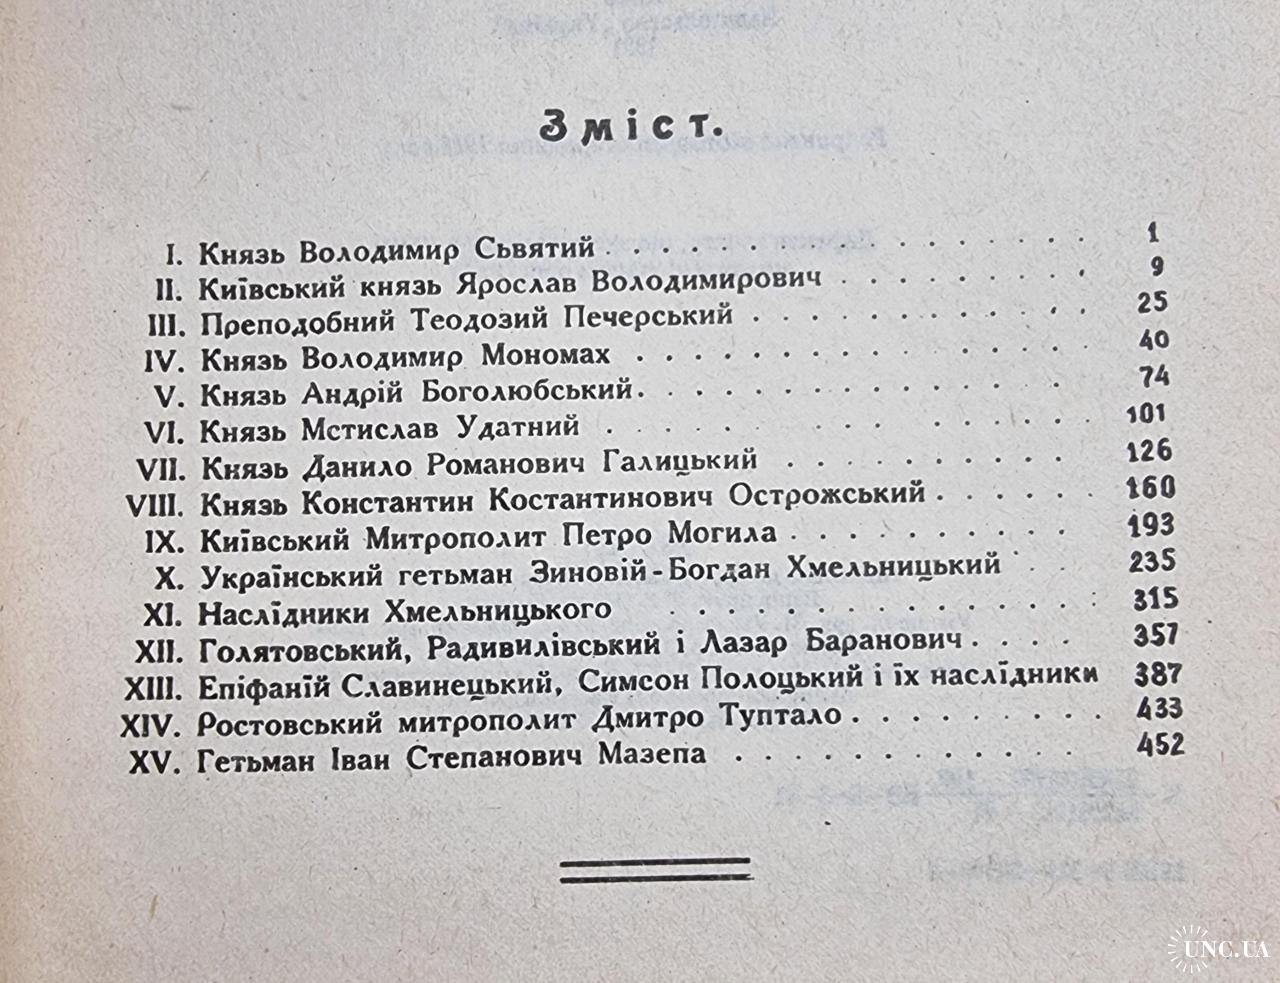 Зміст.
I. Князь Володимир Сьвятий . . . . . . . . . . . . . 1
II. Київський князь Ярослав Володимирович . . . . . . . 9
III. Преподобний Теодозий Печерський . . . . . . . . . . 25
IV. Князь Володимир Мономах . . . . . . . . . . . . 40
V. Князь Андрій Боголюбський . . . . . . . . . . . . 74
VI. Князь Мстислав Удатний . . . . . . . . . . . . 101
VII. Князь Данило Романович Галицький . . . . . . . . 126
VIII. Князь Константин Костантинович Острожський . . . . . . 160
IX. Київський Митрополит Петро Могила . . . . . . . . . 193
X. Український гетьман Зиновій-Богдан Хмельницький . . . 235
XI. Наслїдники Хмельницького . . . . . . . . . . . . 315
XII. Голятовський, Радивилівський і Лазар Баранович . . . . 357
XIII. Епіфаній Славинецький, Симсон Полоцький і їх наслїдники 387
XIV. Ростовський митрополит Дмитро Туптало . . . . . . . . 433
XV. Гетьман Іван Степанович Мазепа . . . . . . . . . . 452
UNC.UA